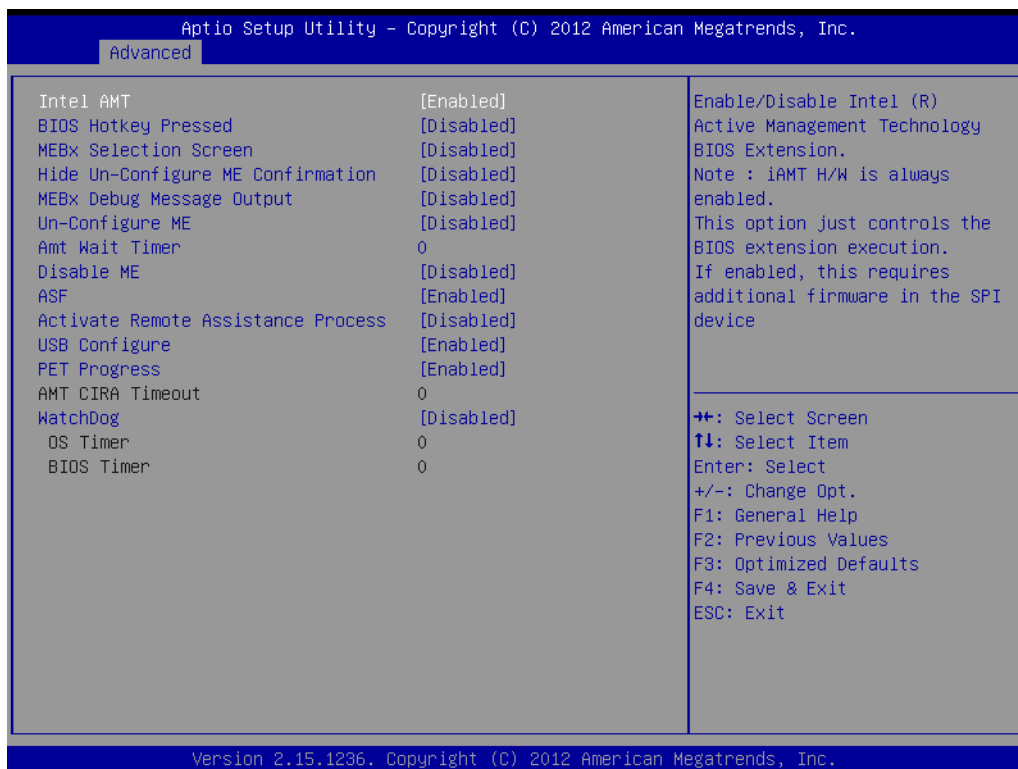 Aptio Setup Utility – Copyright (C) 2012 American Megatrends, Inc.
Advanced
Intel AMT [Enabled]
BIOS Hotkey Pressed [Disabled]
MEBx Selection Screen [Disabled]
Hide Un-Configure ME Confirmation [Disabled]
MEBx Debug Message Output [Disabled]
Un-Configure ME [Disabled]
Amt Wait Timer 0
Disable ME [Disabled]
ASF [Enabled]
Activate Remote Assistance Process [Disabled]
USB Configure [Enabled]
PET Progress [Enabled]
AMT CIRA Timeout 0
WatchDog [Disabled]
OS Timer 0
BIOS Timer 0
Enable/Disable Intel (R)
Active Management Technology
BIOS Extension.
Note : iAMT H/W is always
enabled.
This option just controls the
BIOS extension execution.
If enabled, this requires
additional firmware in the SPI
device
→←: Select Screen
↑↓: Select Item
Enter: Select
+/-: Change Opt.
F1: General Help
F2: Previous Values
F3: Optimized Defaults
F4: Save & Exit
ESC: Exit
Version 2.15.1236. Copyright (C) 2012 American Megatrends, Inc.